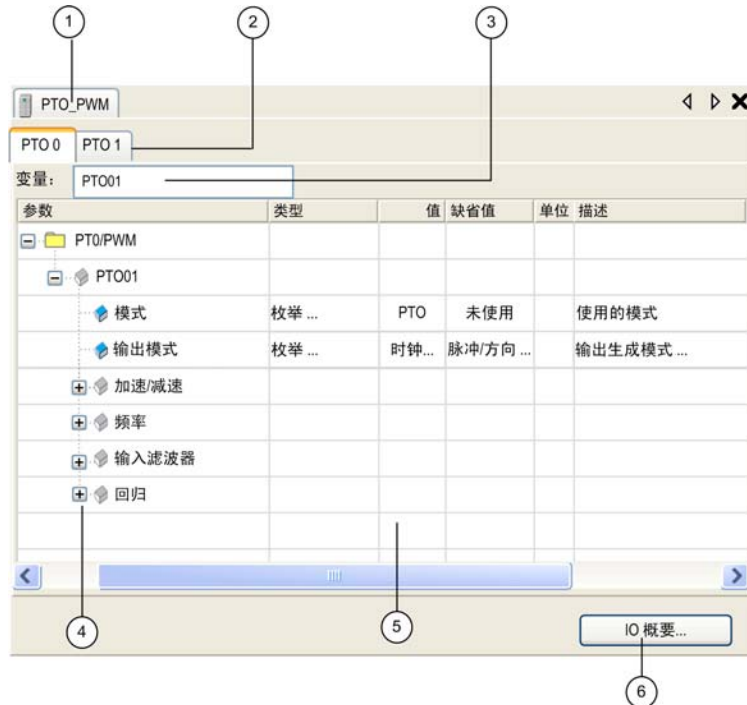 1 2 3
PTO_PWM
PTO 0 PTO 1
变量: PTO01
参数 类型 值 缺省值 单位 描述
PT0/PWM
PTO01
模式 枚举 ... PTO 未使用 使用的模式
输出模式 枚举 ... 时钟... 脉冲/方向 ... 输出生成模式 ...
加速/减速
频率
输入滤波器
回归
4 5
IO 概要...
6